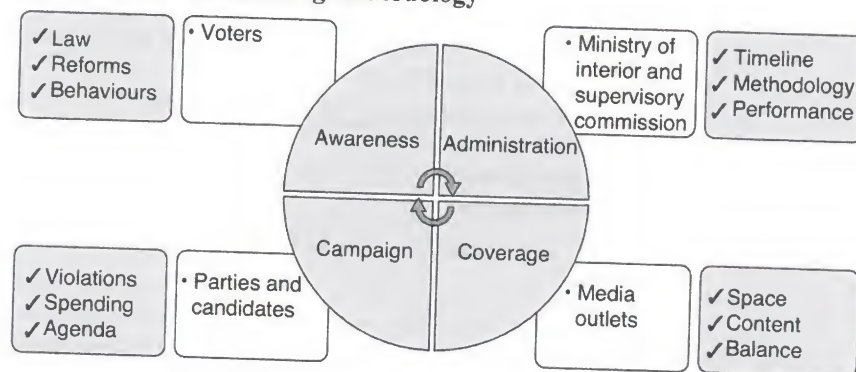 ✓ Law
✓ Reforms
✓ Behaviours
• Voters
• Ministry of
interior and
supervisory
commission
✓ Timeline
✓ Methodology
✓ Performance
Awareness
Administration
Campaign
Coverage
✓ Violations
✓ Spending
✓ Agenda
• Parties and
candidates
• Media
outlets
✓ Space
✓ Content
✓ Balance